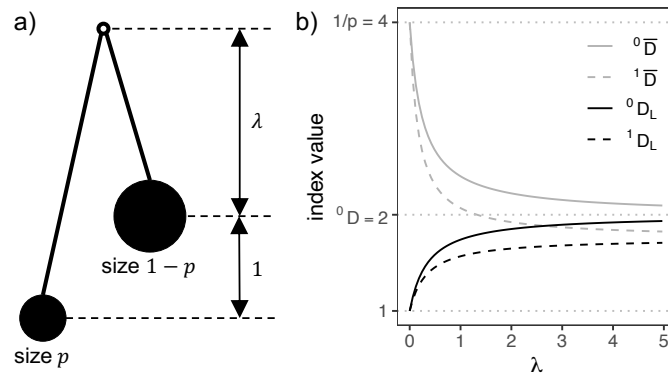 a)
λ
size 1 − p
1
size p
b)
index value
1/p = 4
⁰D = 2
1
0 1 2 3 4 5
λ
⁰D̅
¹D̅
⁰D_L
¹D_L